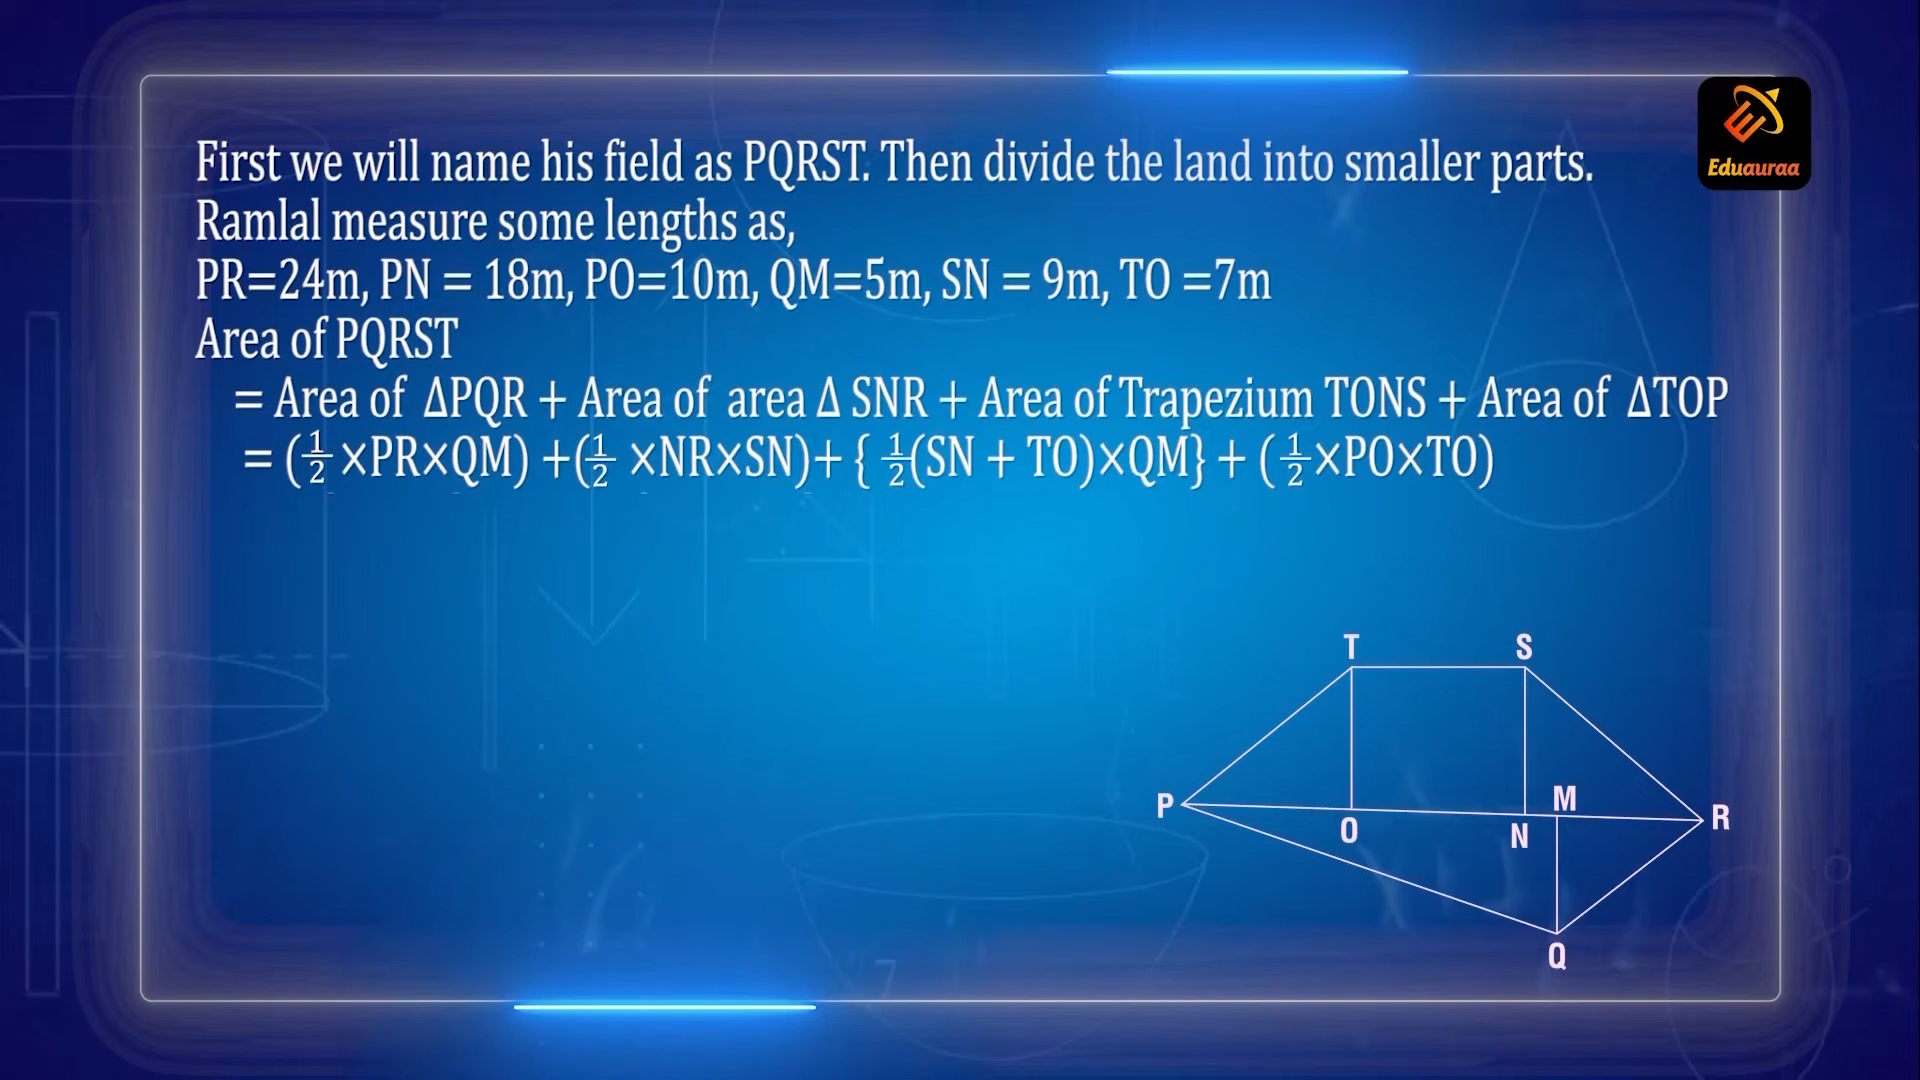 Eduauraa
First we will name his field as PQRST. Then divide the land into smaller parts.
Ramlal measure some lengths as,
PR=24m, PN = 18m, PO=10m, QM=5m, SN = 9m, TO =7m
Area of PQRST
= Area of ΔPQR + Area of area Δ SNR + Area of Trapezium TONS + Area of ΔTOP
= (½ ×PR×QM) +(½ ×NR×SN)+ { ½(SN + TO)×QM} + (½×PO×TO)
T S
P O N M R
Q